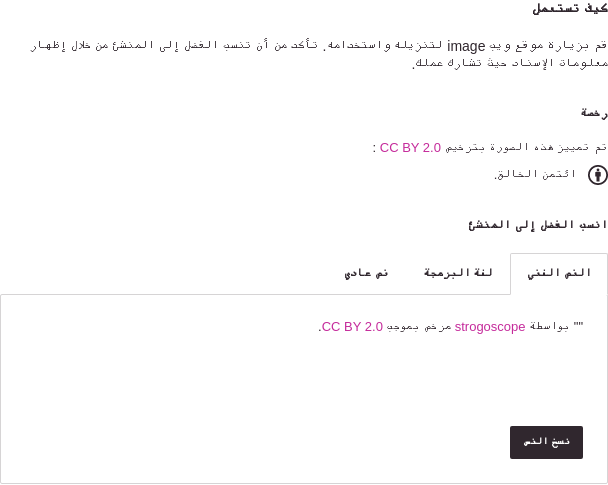 كيف تستعمل
قم بزيارة موقع ويب image لتنزيله واستخدامه. تأكد من أن تنسب الفضل إلى المنشئ من خلال إظهار
معلومات الإسناد حيث تشارك عملك.
رخصة
تم تمييز هذه الصورة بترخيص CC BY 2.0 :
ائتمن الخالق.
انسب الفضل إلى المنشئ
النص الغني
لغة البرمجة
نص عادي
"" بواسطة strogoscope مرخص بموجب CC BY 2.0.
نسخ النص